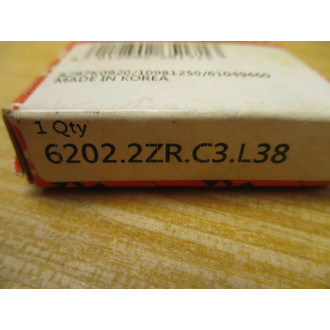 MADE IN KOREA
1 Qty
6202.2ZR.C3.L38